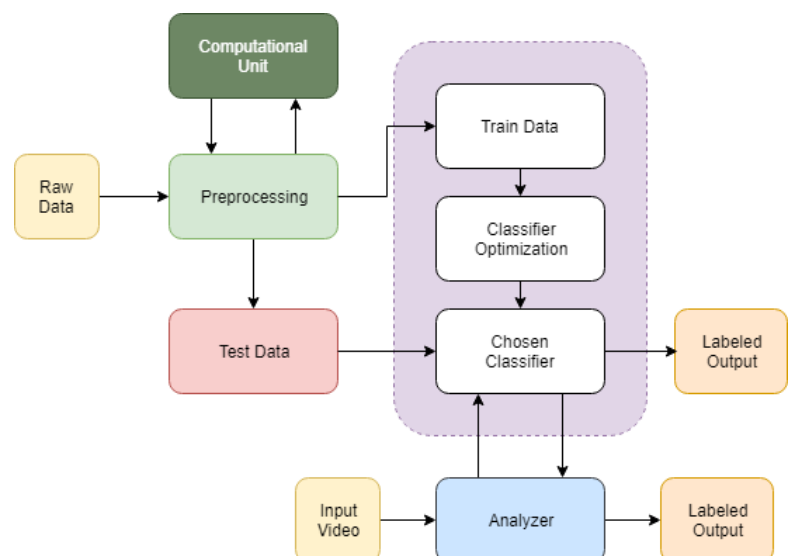 Computational
Unit
Train Data
Raw
Data
Preprocessing
Classifier
Optimization
Test Data
Chosen
Classifier
Labeled
Output
Input
Video
Analyzer
Labeled
Output